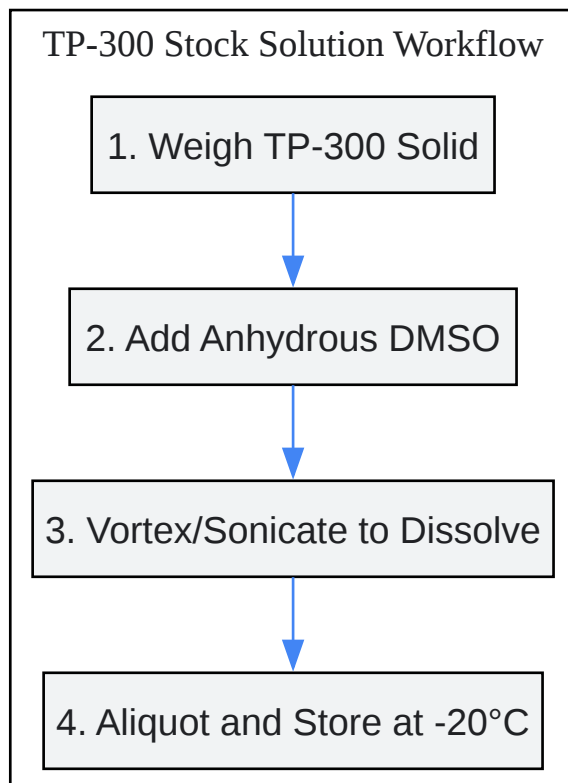 TP-300 Stock Solution Workflow
1. Weigh TP-300 Solid
2. Add Anhydrous DMSO
3. Vortex/Sonicate to Dissolve
4. Aliquot and Store at -20°C